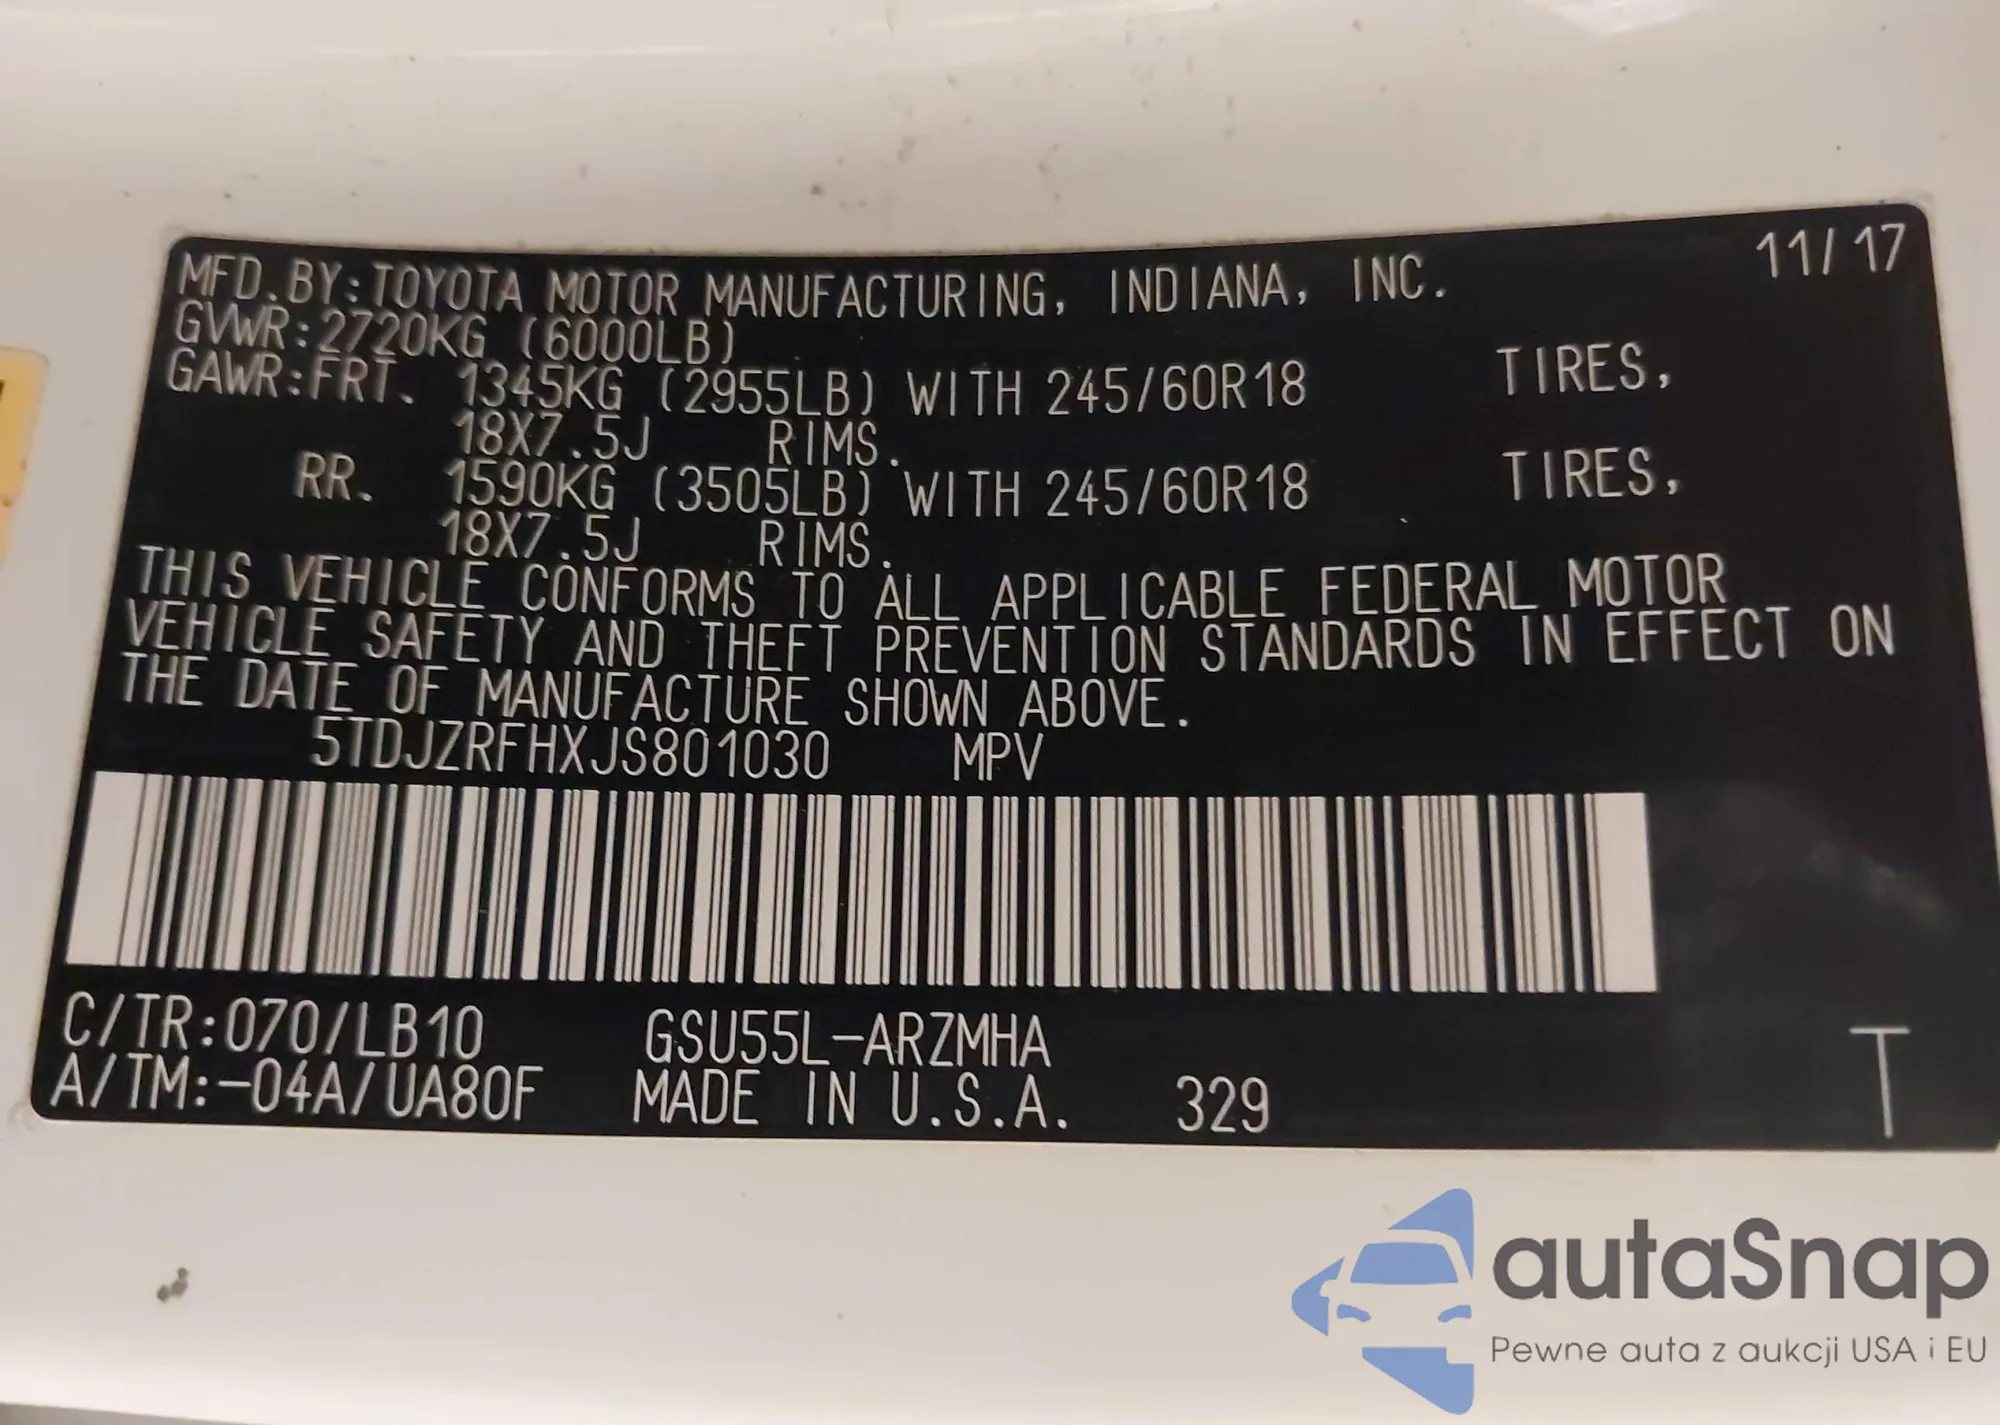 11/17
MFD.BY:TOYOTA MOTOR MANUFACTURING, INDIANA, INC.
GVWR:2720KG (6000LB)
GAWR:FRT. 1345KG (2955LB) WITH 245/60R18 TIRES,
18X7.5J RIMS.
RR. 1590KG (3505LB) WITH 245/60R18 TIRES,
18X7.5J RIMS.
THIS VEHICLE CONFORMS TO ALL APPLICABLE FEDERAL MOTOR
VEHICLE SAFETY AND THEFT PREVENTION STANDARDS IN EFFECT ON
THE DATE OF MANUFACTURE SHOWN ABOVE.
5TDJZRFHXJS801030 MPV
C/TR:070/LB10 GSU55L-ARZMHA
A/TM:-04A/UA80F MADE IN U.S.A. 329 T
autaSnap
Pewne auta z aukcji USA i EU